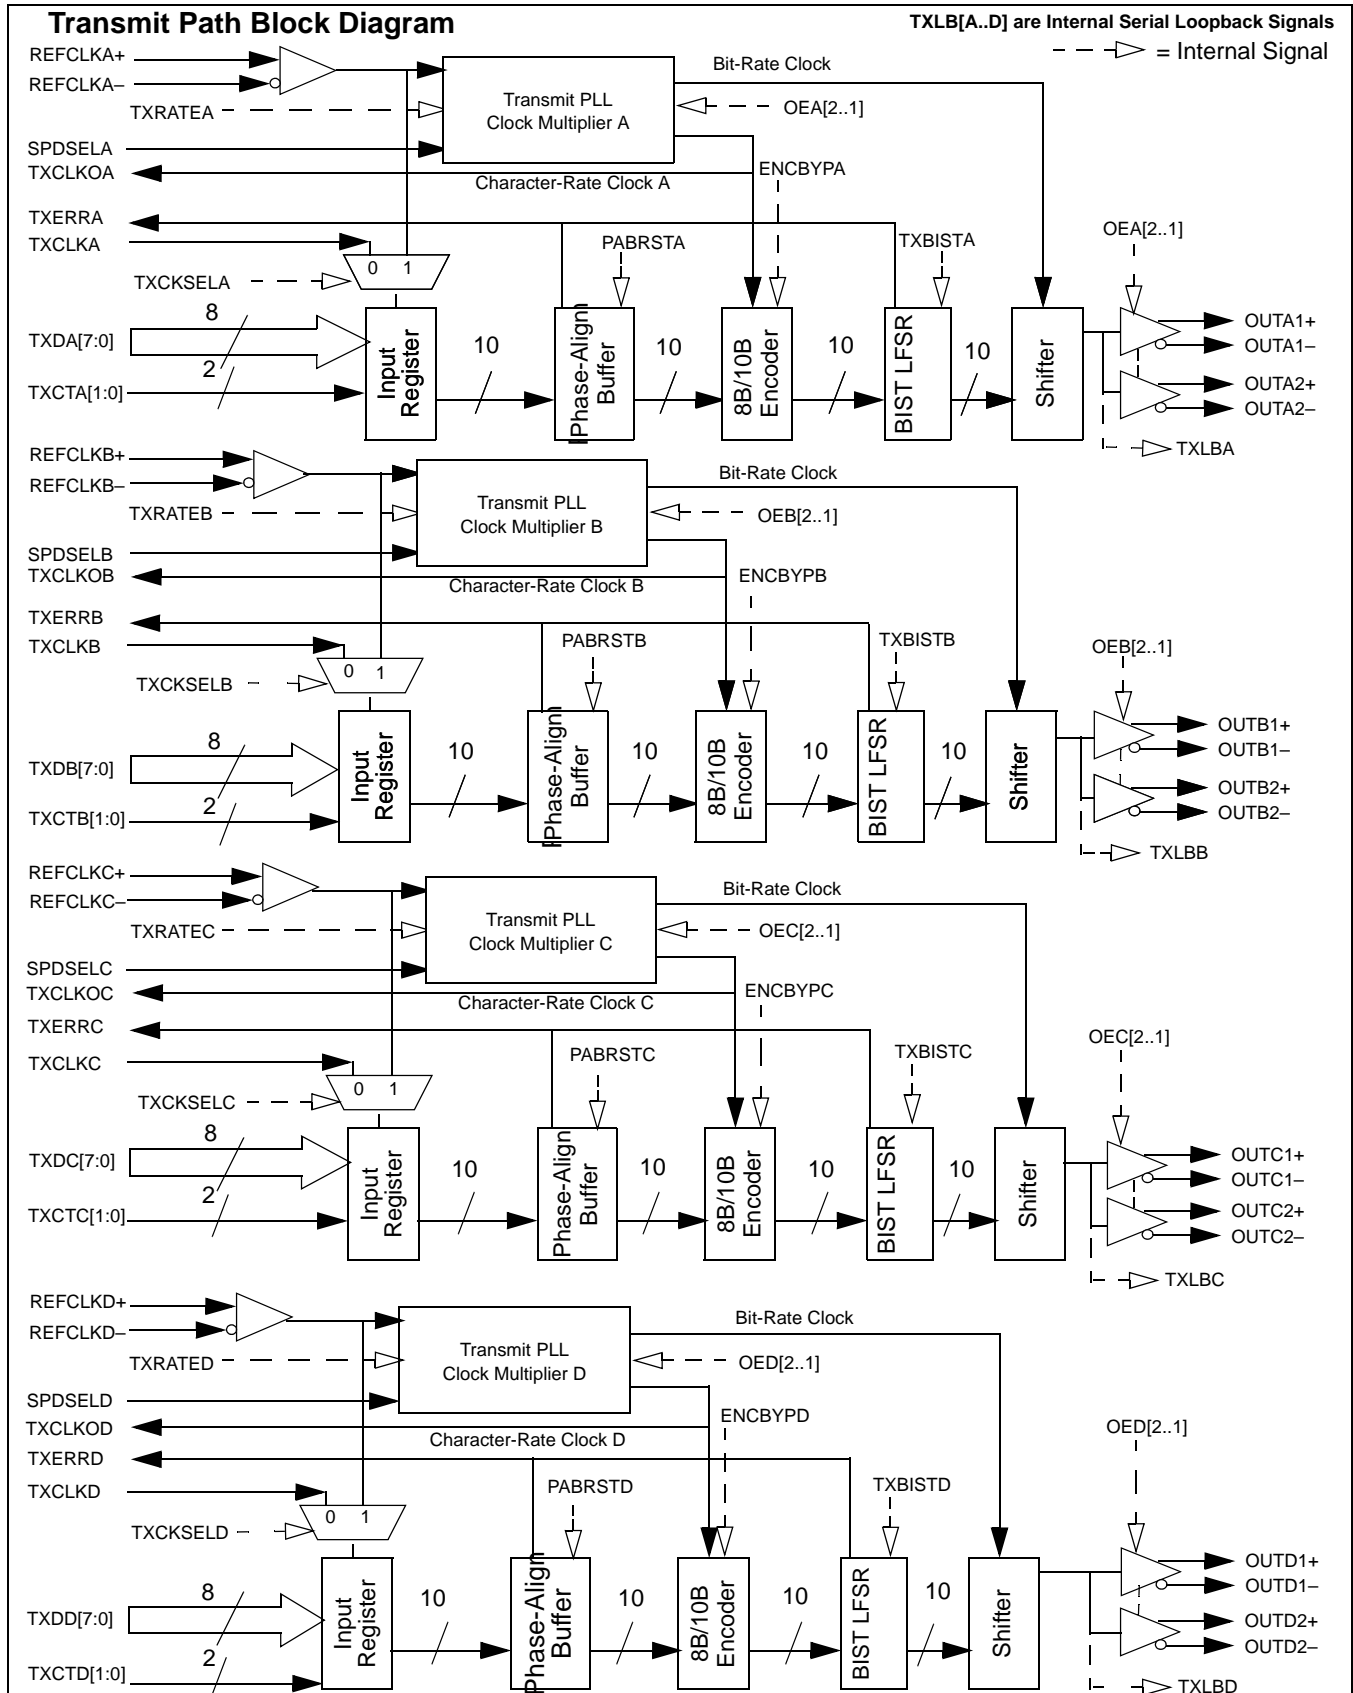 Transmit Path Block Diagram
TXLB[A..D] are Internal Serial Loopback Signals
= Internal Signal
REFCLKA+
REFCLKA–
TXRATEA
SPDSELA
TXCLKOA
TXERRA
TXCLKA
TXCKSELA
TXDA[7:0]
TXCTA[1:0]
Transmit PLL
Clock Multiplier A
Bit-Rate Clock
OEA[2..1]
Character-Rate Clock A
ENCBYPA
PABRSTA
TXBISTA
OEA[2..1]
0 1
8
2
Input
Register
10
Phase-Align
Buffer
10
8B/10B
Encoder
10
BIST LFSR
10
Shifter
OUTA1+
OUTA1–
OUTA2+
OUTA2–
TXLBA
REFCLKB+
REFCLKB–
TXRATEB
SPDSELB
TXCLKOB
TXERRB
TXCLKB
TXCKSELB
TXDB[7:0]
TXCTB[1:0]
Transmit PLL
Clock Multiplier B
Bit-Rate Clock
OEB[2..1]
Character-Rate Clock B
ENCBYPB
PABRSTB
TXBISTB
OEB[2..1]
0 1
8
2
Input
Register
10
Phase-Align
Buffer
10
8B/10B
Encoder
10
BIST LFSR
10
Shifter
OUTB1+
OUTB1–
OUTB2+
OUTB2–
TXLBB
REFCLKC+
REFCLKC–
TXRATEC
SPDSELC
TXCLKOC
TXERRC
TXCLKC
TXCKSELC
TXDC[7:0]
TXCTC[1:0]
Transmit PLL
Clock Multiplier C
Bit-Rate Clock
OEC[2..1]
Character-Rate Clock C
ENCBYPC
PABRSTC
TXBISTC
OEC[2..1]
0 1
8
2
Input
Register
10
Phase-Align
Buffer
10
8B/10B
Encoder
10
BIST LFSR
10
Shifter
OUTC1+
OUTC1–
OUTC2+
OUTC2–
TXLBC
REFCLKD+
REFCLKD–
TXRATED
SPDSELD
TXCLKOD
TXERRD
TXCLKD
TXCKSELD
TXDD[7:0]
TXCTD[1:0]
Transmit PLL
Clock Multiplier D
Bit-Rate Clock
OED[2..1]
Character-Rate Clock D
ENCBYPD
PABRSTD
TXBISTD
OED[2..1]
0 1
8
2
Input
Register
10
Phase-Align
Buffer
10
8B/10B
Encoder
10
BIST LFSR
10
Shifter
OUTD1+
OUTD1–
OUTD2+
OUTD2–
TXLBD